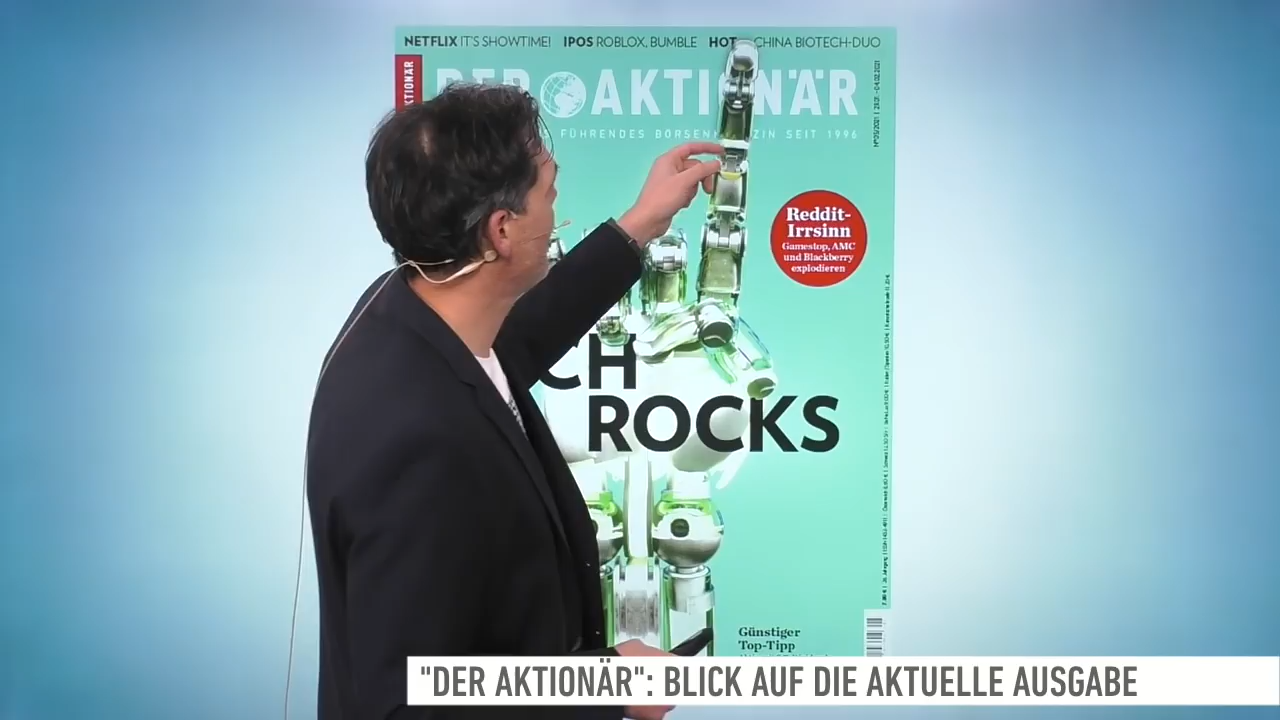 NETFLIX IT'S SHOWTIME! IPOS ROBLOX, BUMBLE HOT CHINA BIOTECH-DUO
AKTIONÄR
FÜHRENDES BÖRSEN SEIT 1996
Reddit-
Irrsinn
Gamestop, AMC
und Blackberry
explodieren
CH
ROCKS
Günstiger
Top-Tipp
"DER AKTIONÄR": BLICK AUF DIE AKTUELLE AUSGABE